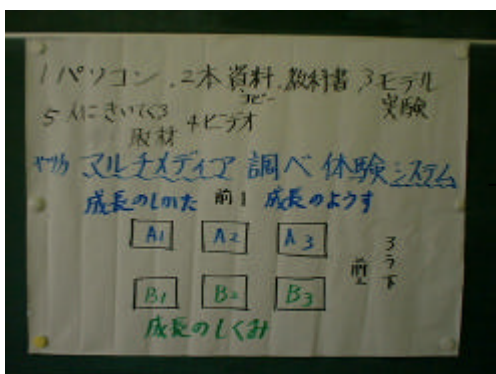 1パソコン、2本資料、教科書、3モデル
コピー
実験
5人にきいてくる
取材
4ビデオ
マルチメディア調べ体験システム
成長のしかた 前1 成長のようす
A1 A2 A3
B1 B2 B3
成長のしくみ